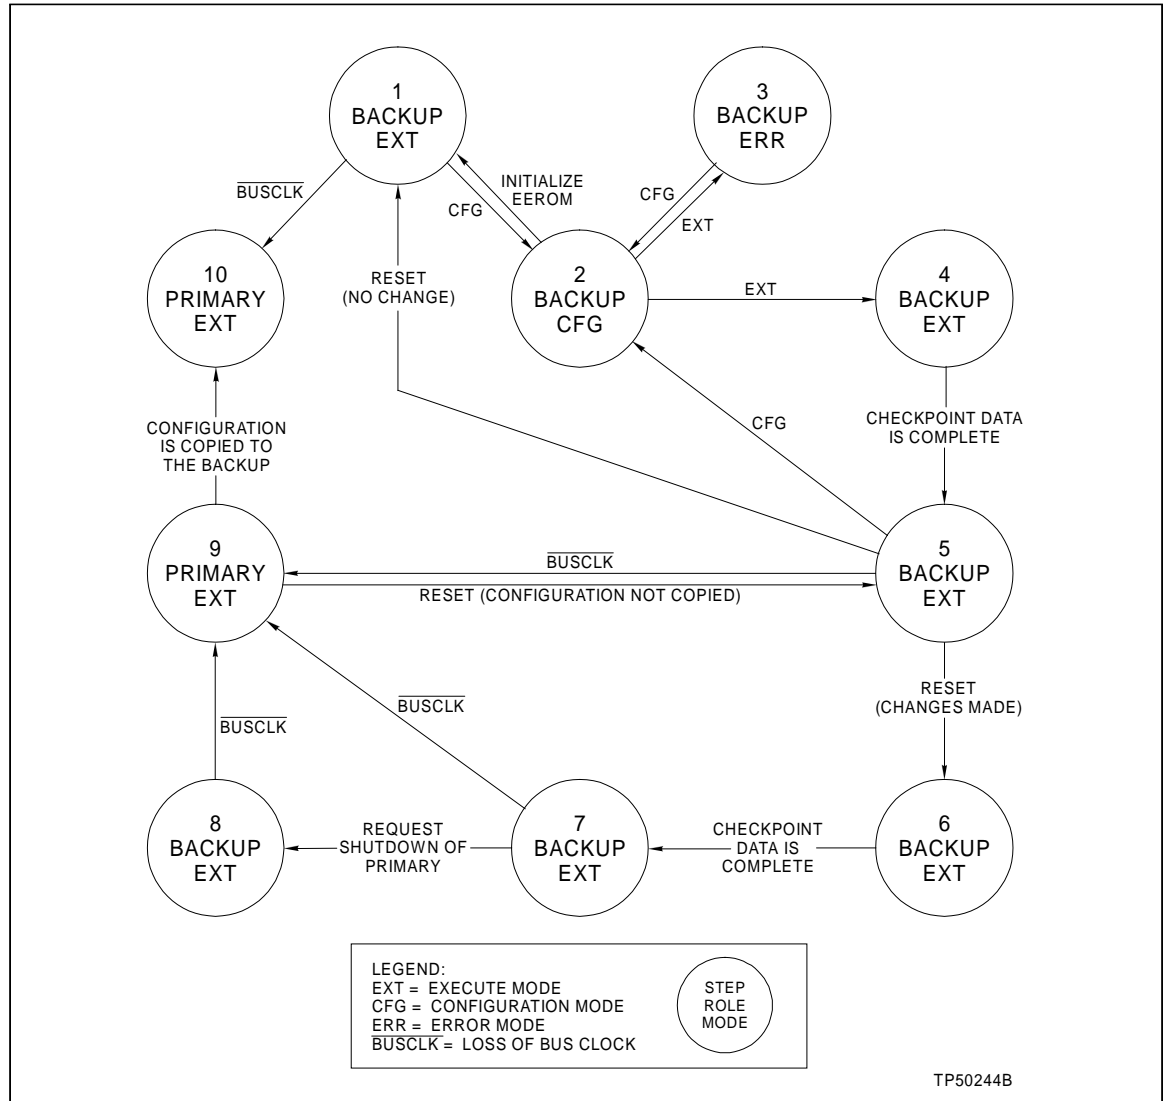 1
BACKUP
EXT
3
BACKUP
ERR
BUSCLK
CFG
INITIALIZE
EEROM
CFG
EXT
10
PRIMARY
EXT
RESET
(NO CHANGE)
2
BACKUP
CFG
EXT
4
BACKUP
EXT
CONFIGURATION
IS COPIED TO
THE BACKUP
CFG
CHECKPOINT DATA
IS COMPLETE
9
PRIMARY
EXT
BUSCLK
RESET (CONFIGURATION NOT COPIED)
5
BACKUP
EXT
BUSCLK
BUSCLK
RESET
(CHANGES MADE)
8
BACKUP
EXT
REQUEST
SHUTDOWN OF
PRIMARY
7
BACKUP
EXT
CHECKPOINT
DATA IS
COMPLETE
6
BACKUP
EXT
LEGEND:
EXT = EXECUTE MODE
CFG = CONFIGURATION MODE
ERR = ERROR MODE
BUSCLK = LOSS OF BUS CLOCK
STEP
ROLE
MODE
TP50244B